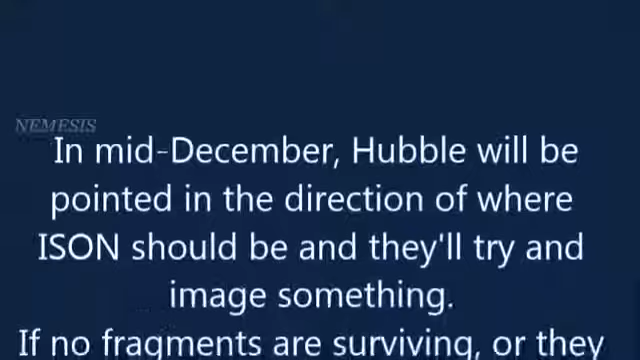 NEMESIS
In mid-December, Hubble will be
pointed in the direction of where
ISON should be and they'll try and
image something.
If no fragments are surviving, or they